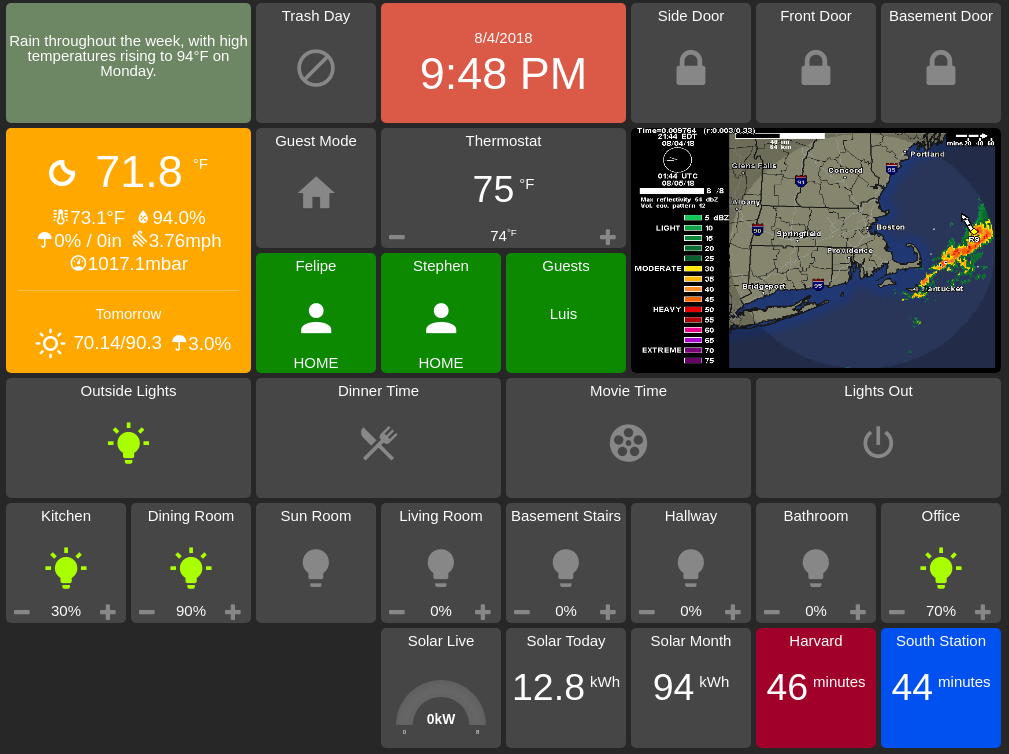 Rain throughout the week, with high
temperatures rising to 94°F on
Monday.
Trash Day
8/4/2018
9:48 PM
Side Door
Front Door
Basement Door
71.8 °F
73.1°F 94.0%
0% / 0in 3.76mph
1017.1mbar
Tomorrow
70.14/90.3 3.0%
Guest Mode
Thermostat
75 °F
74°F
Felipe
HOME
Stephen
HOME
Guests
Luis
Time=0.009764 (r:0.003/0.33)
21:44 EDT
08/04/18
01:44 UTC
08/05/18
Max reflectivity
Vol. cov. pattern 12
5 dBZ
LIGHT 10
15
20
25
MODERATE 30
35
40
45
HEAVY 50
55
60
65
EXTREME 70
75
Glens Falls
Concord
Portland
Albany
Springfield
Boston
Providence
Bridgeport
antucket
91
95
90
95
Outside Lights
Dinner Time
Movie Time
Lights Out
Kitchen
30%
Dining Room
90%
Sun Room
Living Room
0%
Basement Stairs
0%
Hallway
0%
Bathroom
0%
Office
70%
Solar Live
0kW
0 8
Solar Today
12.8 kWh
Solar Month
94 kWh
Harvard
46 minutes
South Station
44 minutes